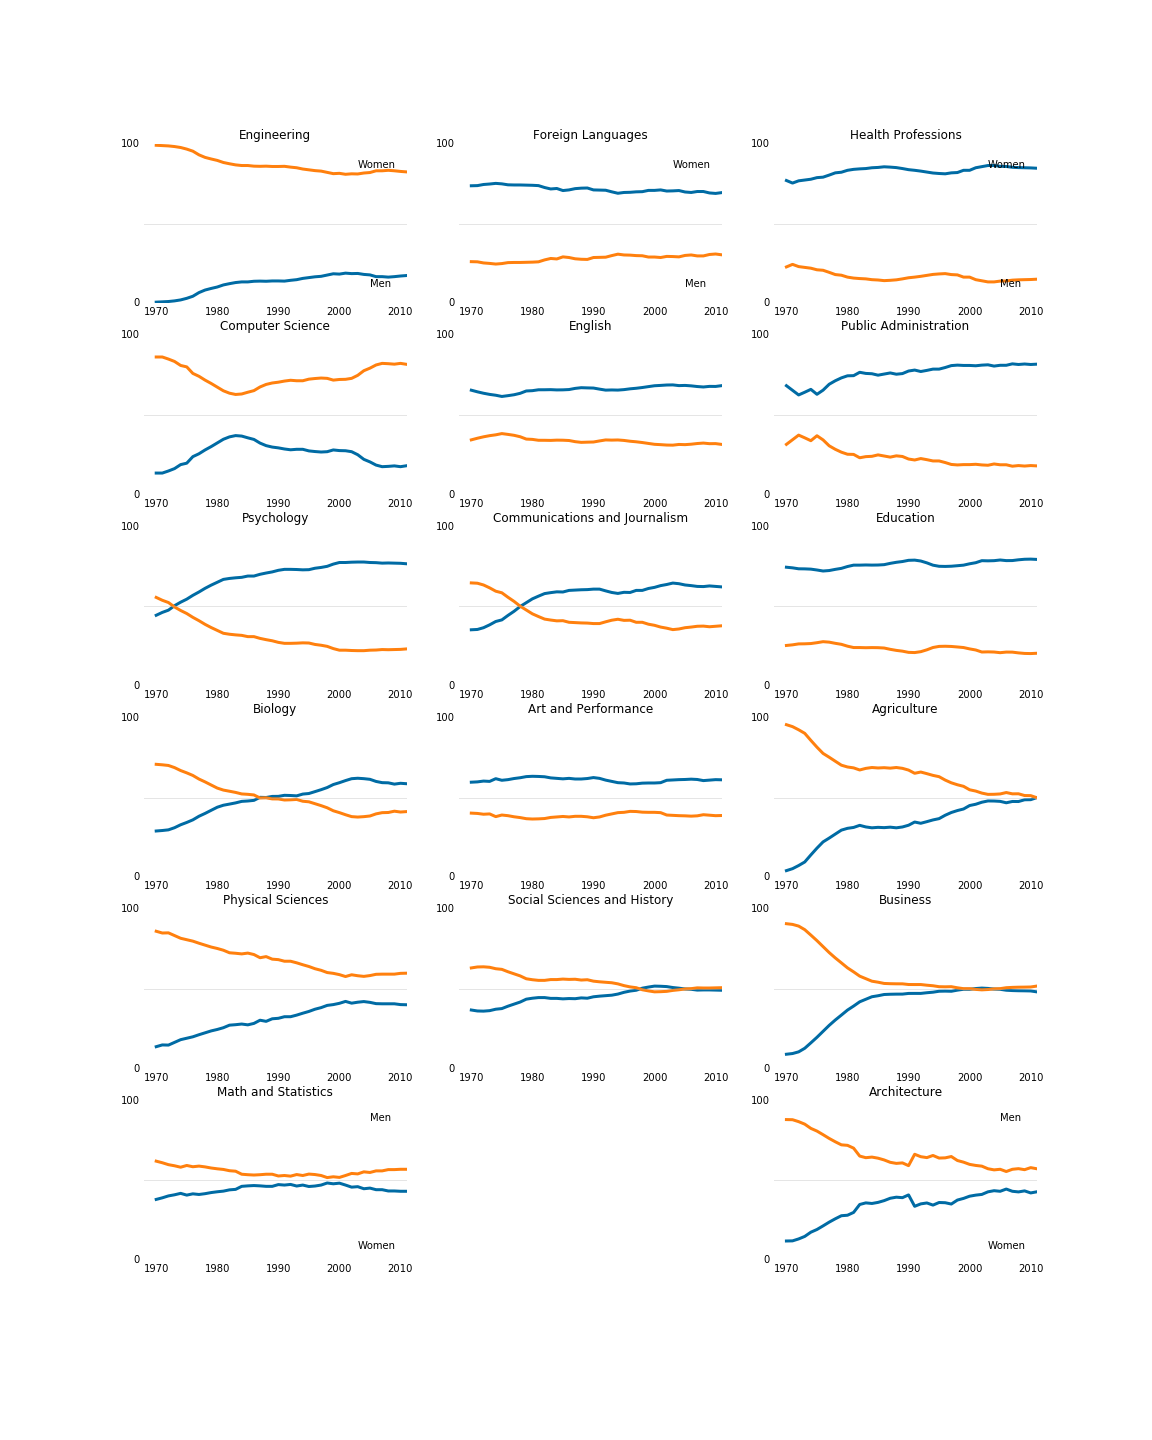 Engineering Foreign Languages Health Professions
100 100 100
Women Women Women
Men Men Men
0 0 0
1970 1980 1990 2000 2010 1970 1980 1990 2000 2010 1970 1980 1990 2000 2010
Computer Science English Public Administration
100 100 100
0 0 0
1970 1980 1990 2000 2010 1970 1980 1990 2000 2010 1970 1980 1990 2000 2010
Psychology Communications and Journalism Education
100 100 100
0 0 0
1970 1980 1990 2000 2010 1970 1980 1990 2000 2010 1970 1980 1990 2000 2010
Biology Art and Performance Agriculture
100 100 100
0 0 0
1970 1980 1990 2000 2010 1970 1980 1990 2000 2010 1970 1980 1990 2000 2010
Physical Sciences Social Sciences and History Business
100 100 100
0 0 0
1970 1980 1990 2000 2010 1970 1980 1990 2000 2010 1970 1980 1990 2000 2010
Math and Statistics Architecture
100 100
Men Men
Women Women
0 0
1970 1980 1990 2000 2010 1970 1980 1990 2000 2010